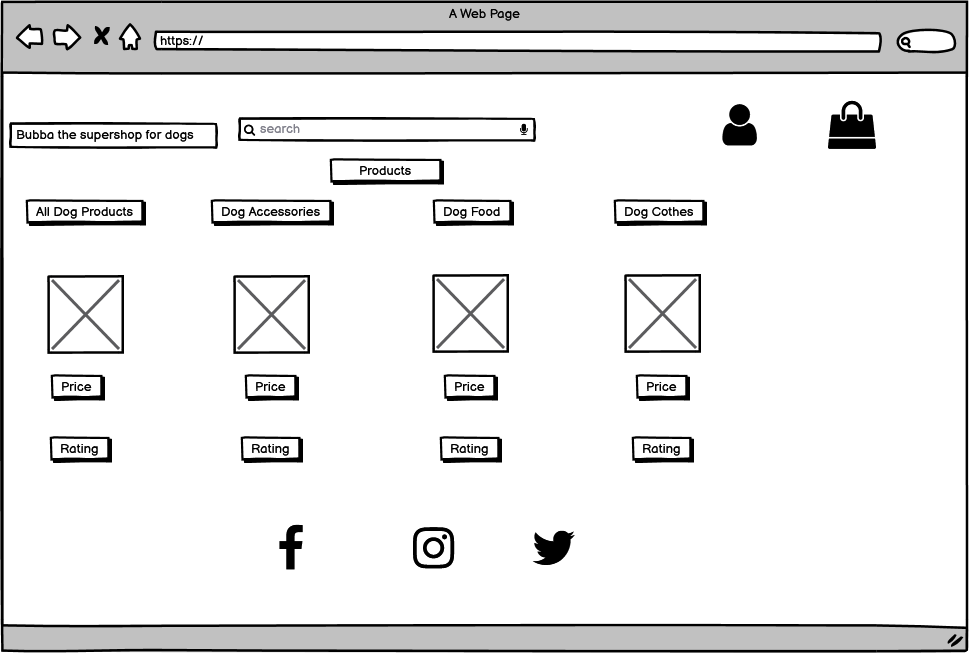 A Web Page
https://
Bubba the supershop for dogs
search
Products
All Dog Products
Dog Accessories
Dog Food
Dog Cothes
Price
Price
Price
Price
Rating
Rating
Rating
Rating